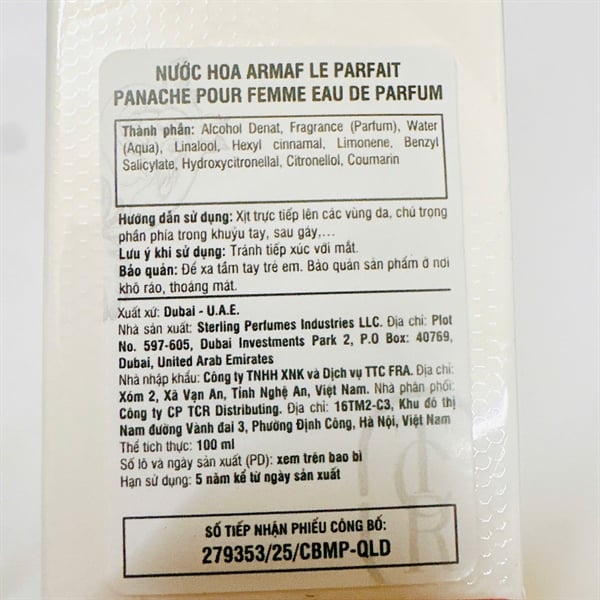 NƯỚC HOA ARMAF LE PARFAIT
PANACHE POUR FEMME EAU DE PARFUM
Thành phần: Alcohol Denat, Fragrance (Parfum), Water
(Aqua), Linalool, Hexyl cinnamal, Limonene, Benzyl
Salicylate, Hydroxycitronellal, Citronellol, Coumarin
Hướng dẫn sử dụng: Xịt trực tiếp lên các vùng da, chú trọng
phần phía trong khuỷu tay, sau gáy,...
Lưu ý khi sử dụng: Tránh tiếp xúc với mắt.
Bảo quản: Để xa tầm tay trẻ em. Bảo quản sản phẩm ở nơi
khô ráo, thoáng mát.
Xuất xứ: Dubai - U.A.E.
Nhà sản xuất: Sterling Perfumes Industries LLC. Địa chỉ: Plot
No. 597-605, Dubai Investments Park 2, P.O Box: 40769,
Dubai, United Arab Emirates
Nhà nhập khẩu: Công ty TNHH XNK và Dịch vụ TTC FRA. Địa chỉ:
Xóm 2, Xã Vạn An, Tỉnh Nghệ An, Việt Nam. Nhà phân phối:
Công ty CP TCR Distributing. Địa chỉ: 16TM2-C3, Khu đô thị
Nam đường Vành đai 3, Phường Định Công, Hà Nội, Việt Nam
Thể tích thực: 100 ml
Số lô và ngày sản xuất (PD): xem trên bao bì
Hạn sử dụng: 5 năm kể từ ngày sản xuất
SỐ TIẾP NHẬN PHIẾU CÔNG BỐ:
279353/25/CBMP-QLD